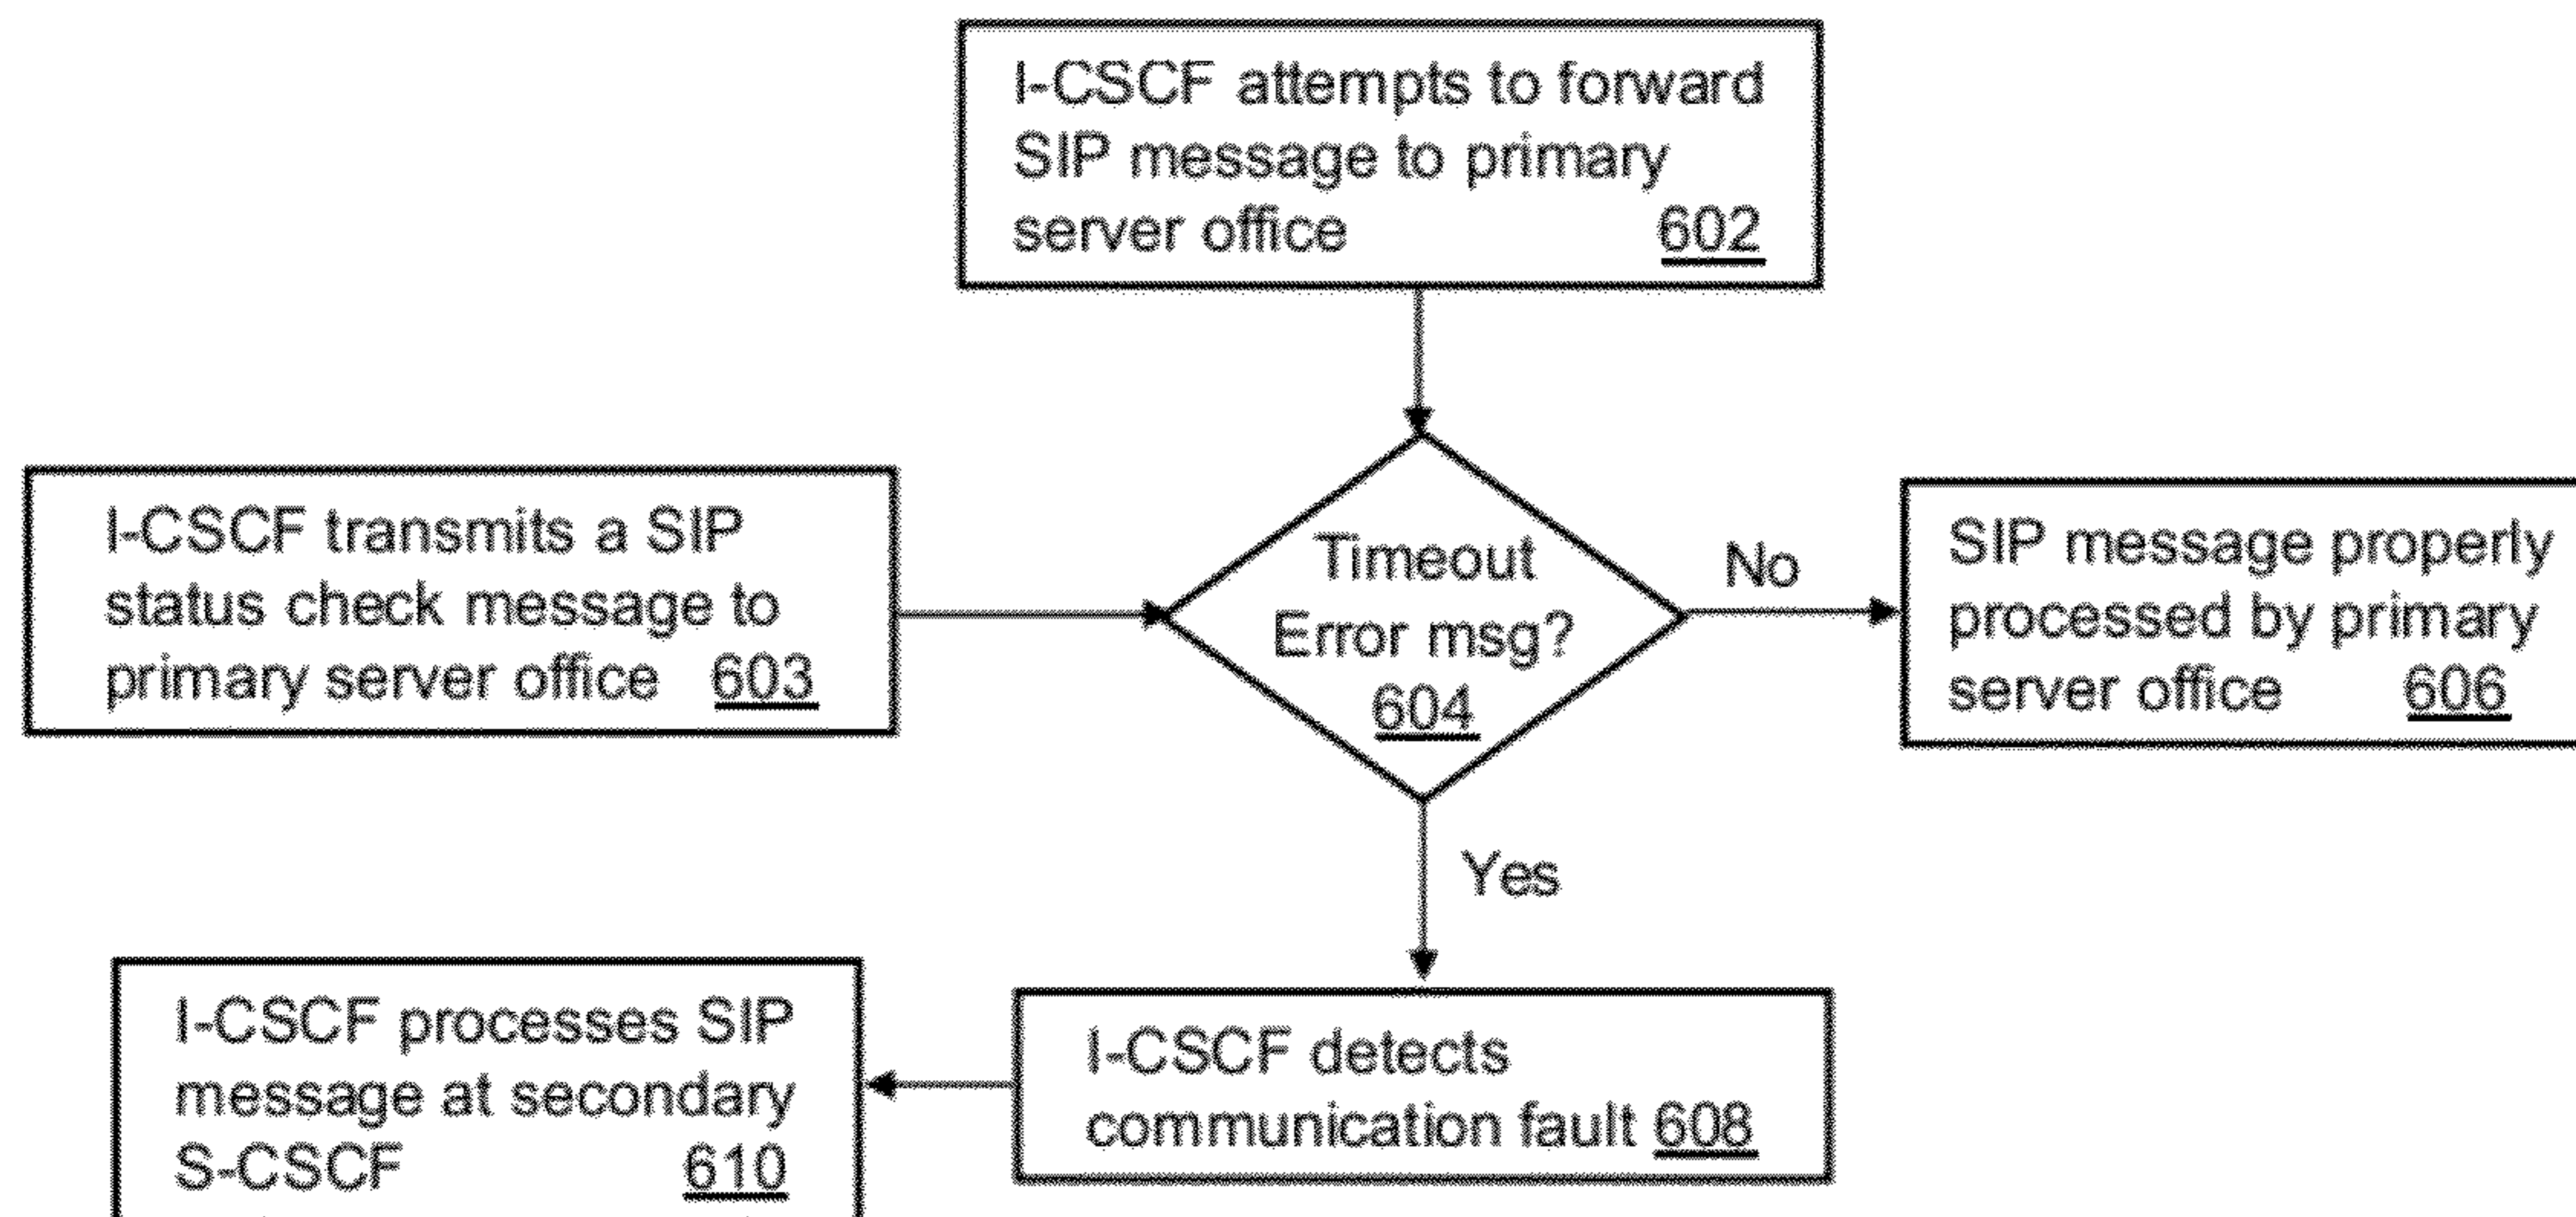 I-CSCF attempts to forward
SIP message to primary
server office 602
I-CSCF transmits a SIP
status check message to
primary server office 603
Timeout
Error msg?
604
No
SIP message properly
processed by primary
server office 606
Yes
I-CSCF detects
communication fault 608
I-CSCF processes SIP
message at secondary
S-CSCF 610